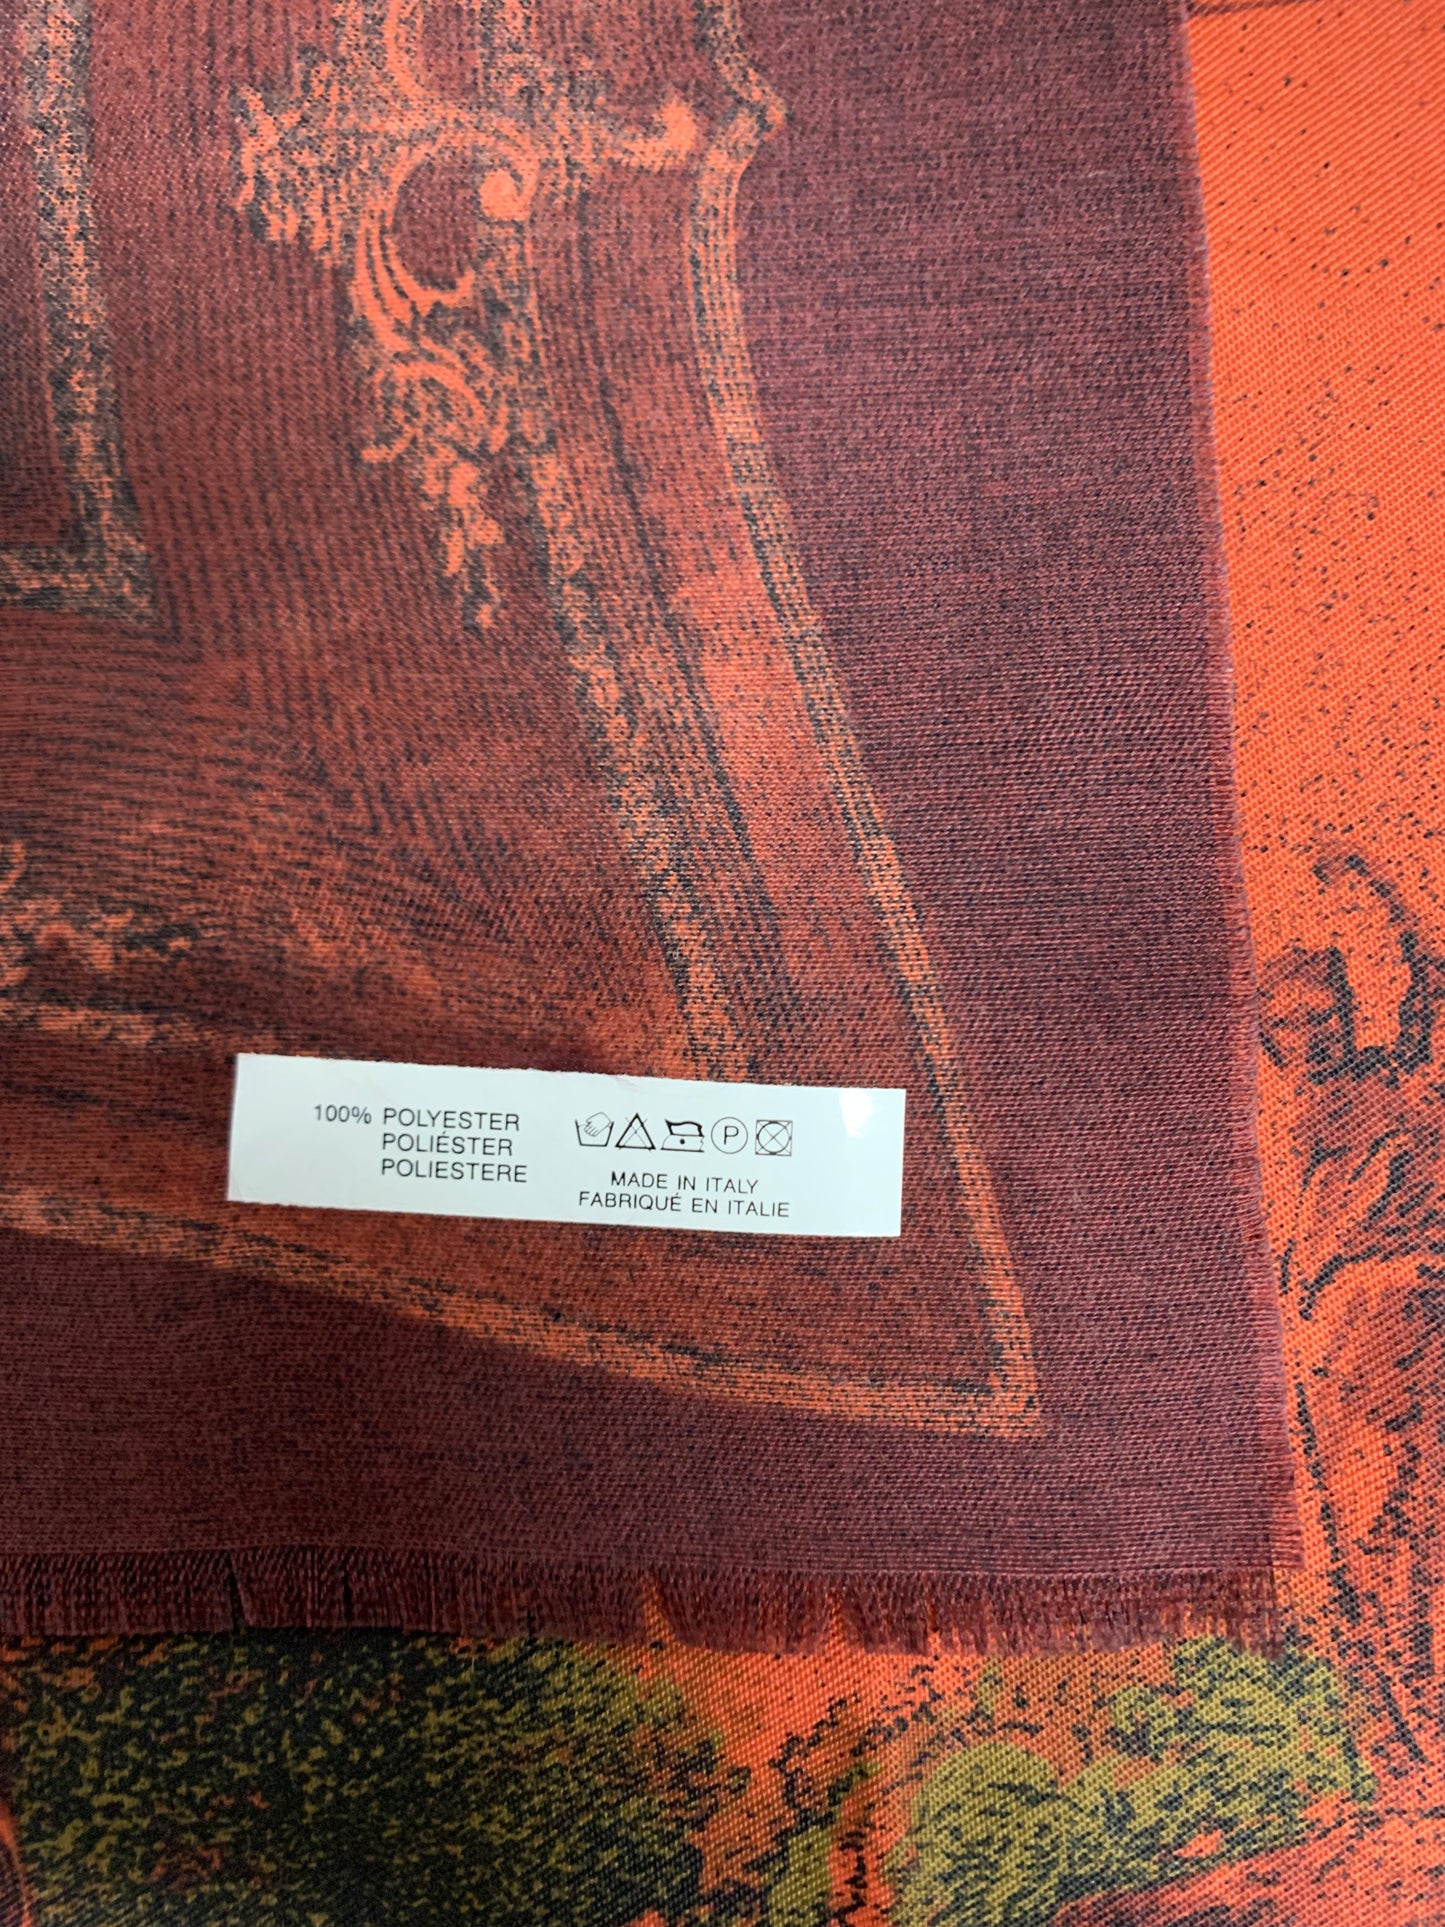 100% POLYESTER
POLIÉSTER
POLIESTERE
P
MADE IN ITALY
FABRIQUÉ EN ITALIE